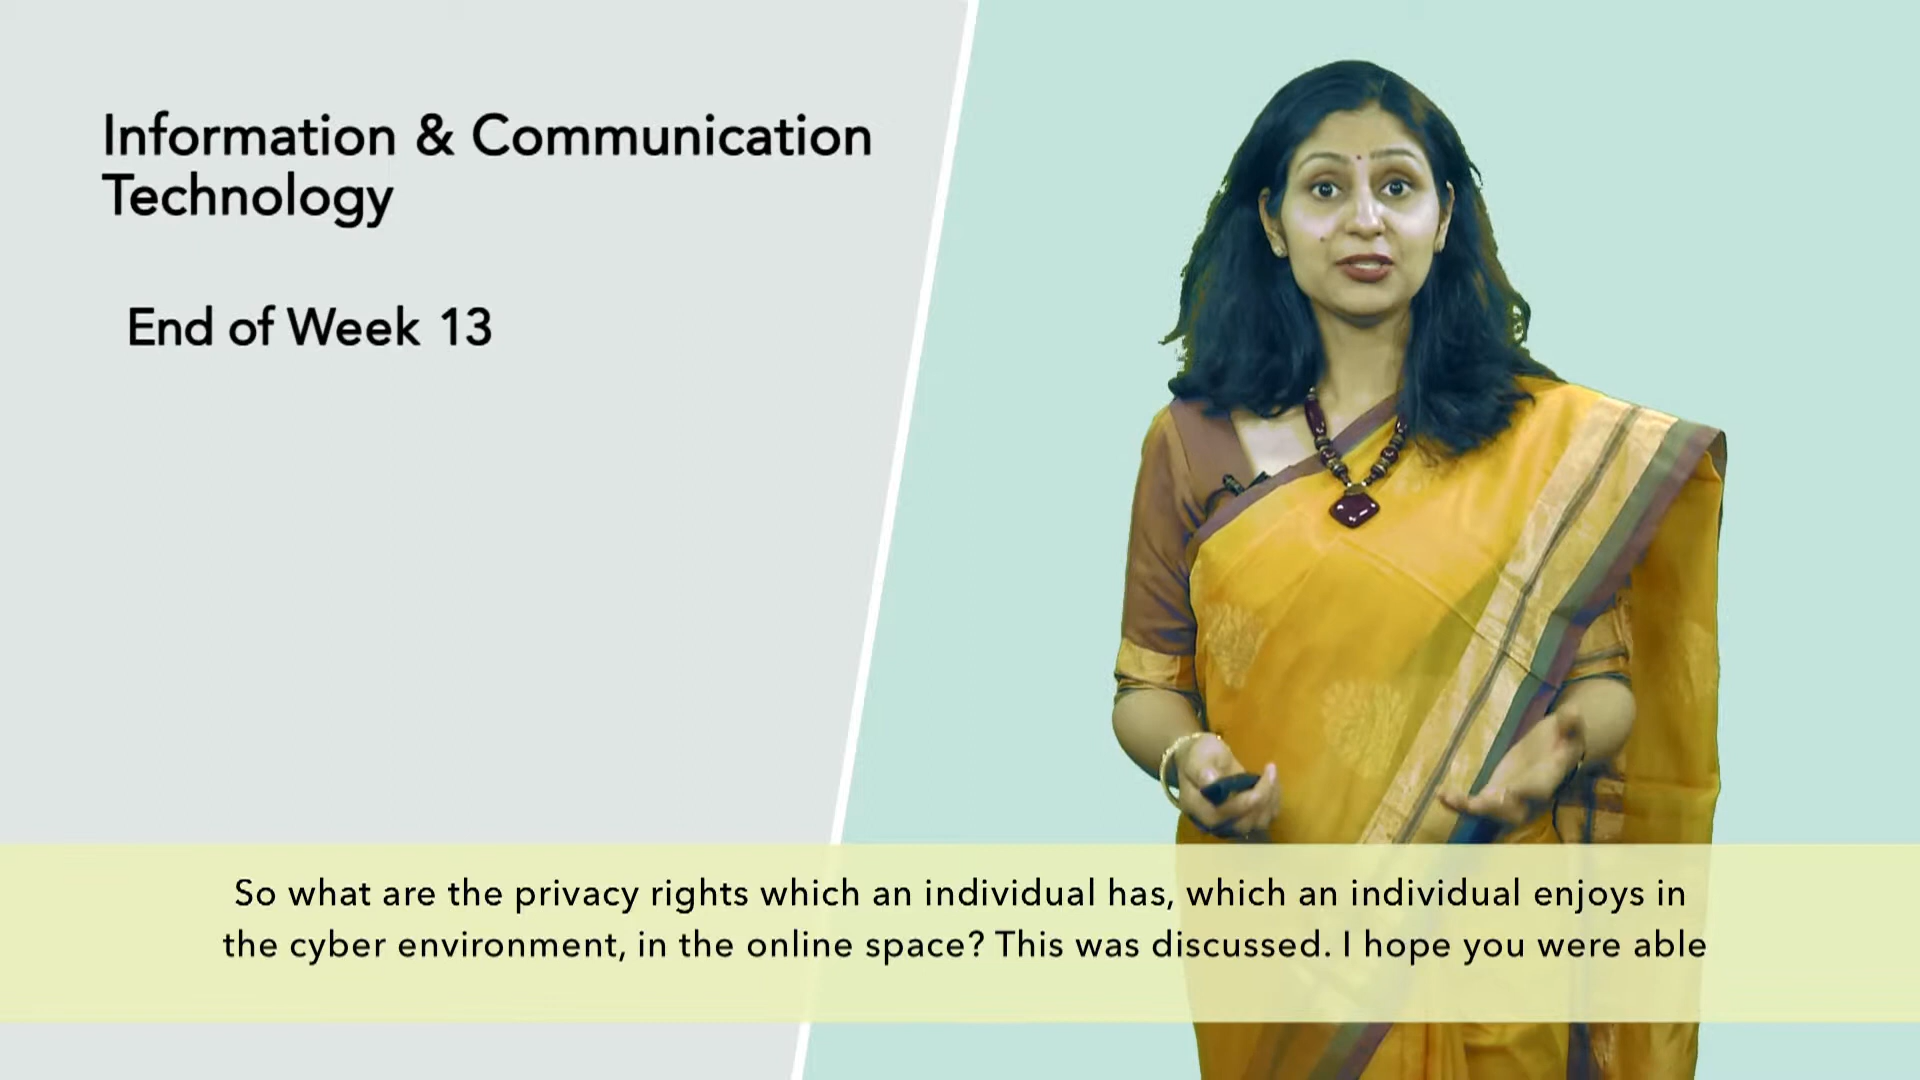 Information & Communication
Technology
End of Week 13
So what are the privacy rights which an individual has, which an individual enjoys in
the cyber environment, in the online space? This was discussed. I hope you were able